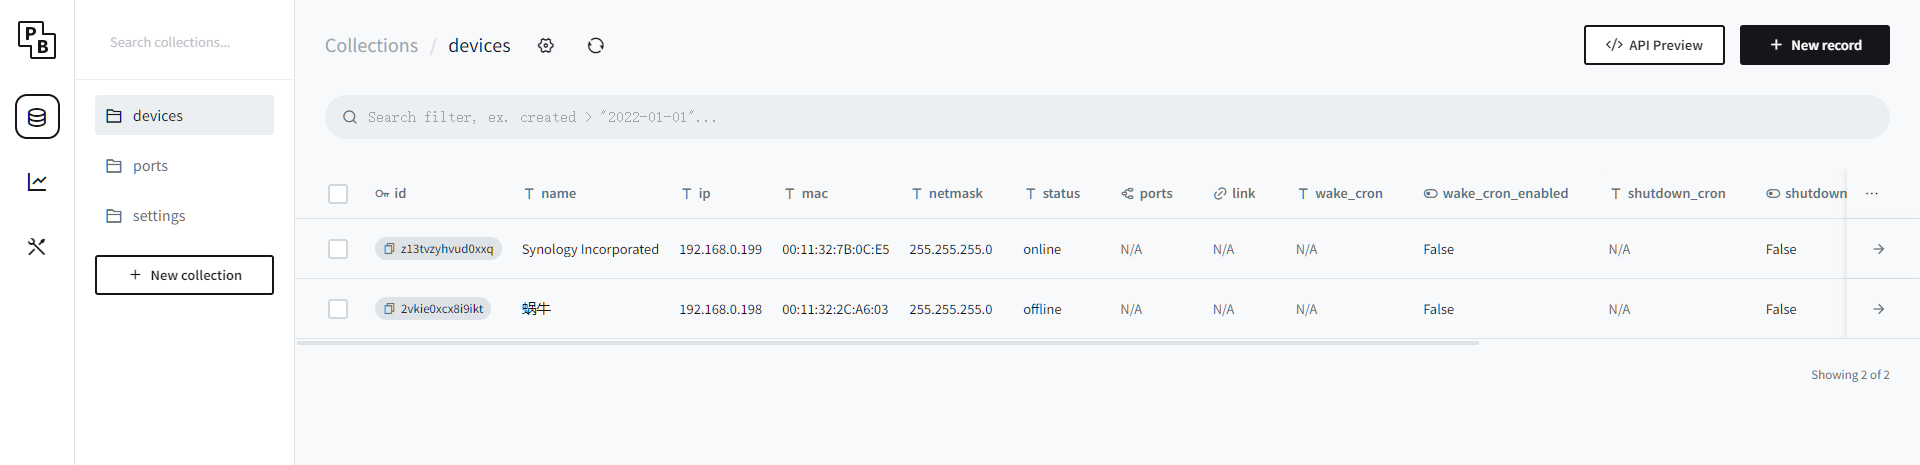 PB
Search collections...
devices
ports
settings
+ New collection
Collections / devices
</> API Preview
+ New record
Search filter, ex. created > "2022-01-01"...
id name ip mac netmask status ports link wake_cron wake_cron_enabled shutdown_cron shutdown ...
z13tvzyhvud0xxq Synology Incorporated 192.168.0.199 00:11:32:7B:0C:E5 255.255.255.0 online N/A N/A N/A False N/A False
2vkie0xcx8i9ikt 蜗牛 192.168.0.198 00:11:32:2C:A6:03 255.255.255.0 offline N/A N/A N/A False N/A False
Showing 2 of 2